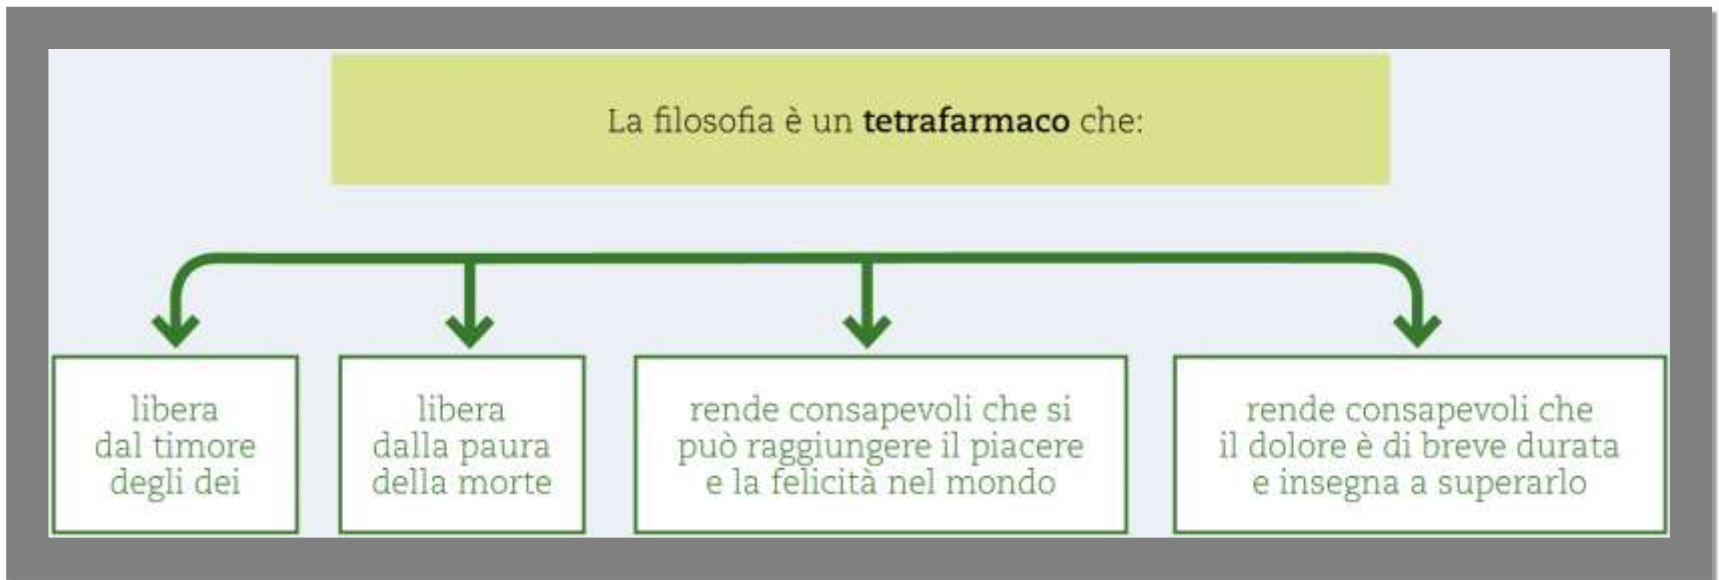 La filosofia è un tetrafarmaco che:
libera
dal timore
degli dei
libera
dalla paura
della morte
rende consapevoli che si
può raggiungere il piacere
e la felicità nel mondo
rende consapevoli che
il dolore è di breve durata
e insegna a superarlo